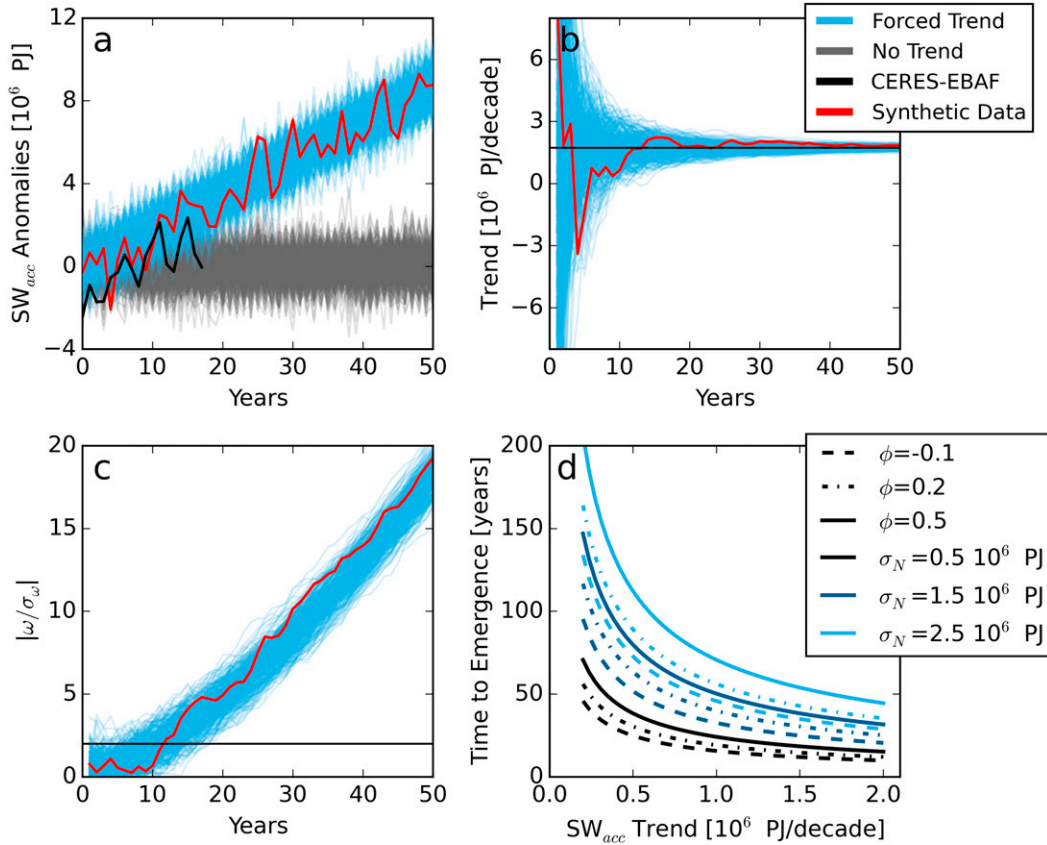 a
12
8
4
0
−4
SW_acc Anomalies [10^6 PJ]
0 10 20 30 40 50
Years
b
6
3
0
−3
−6
Trend [10^6 PJ/decade]
0 10 20 30 40 50
Years
Forced Trend
No Trend
CERES-EBAF
Synthetic Data
c
20
15
10
5
0
|ω/σ_ω|
0 10 20 30 40 50
Years
d
200
150
100
50
0
Time to Emergence [years]
0.0 0.5 1.0 1.5 2.0
SW_acc Trend [10^6 PJ/decade]
ϕ=-0.1
ϕ=0.2
ϕ=0.5
σ_N=0.5 10^6 PJ
σ_N=1.5 10^6 PJ
σ_N=2.5 10^6 PJ